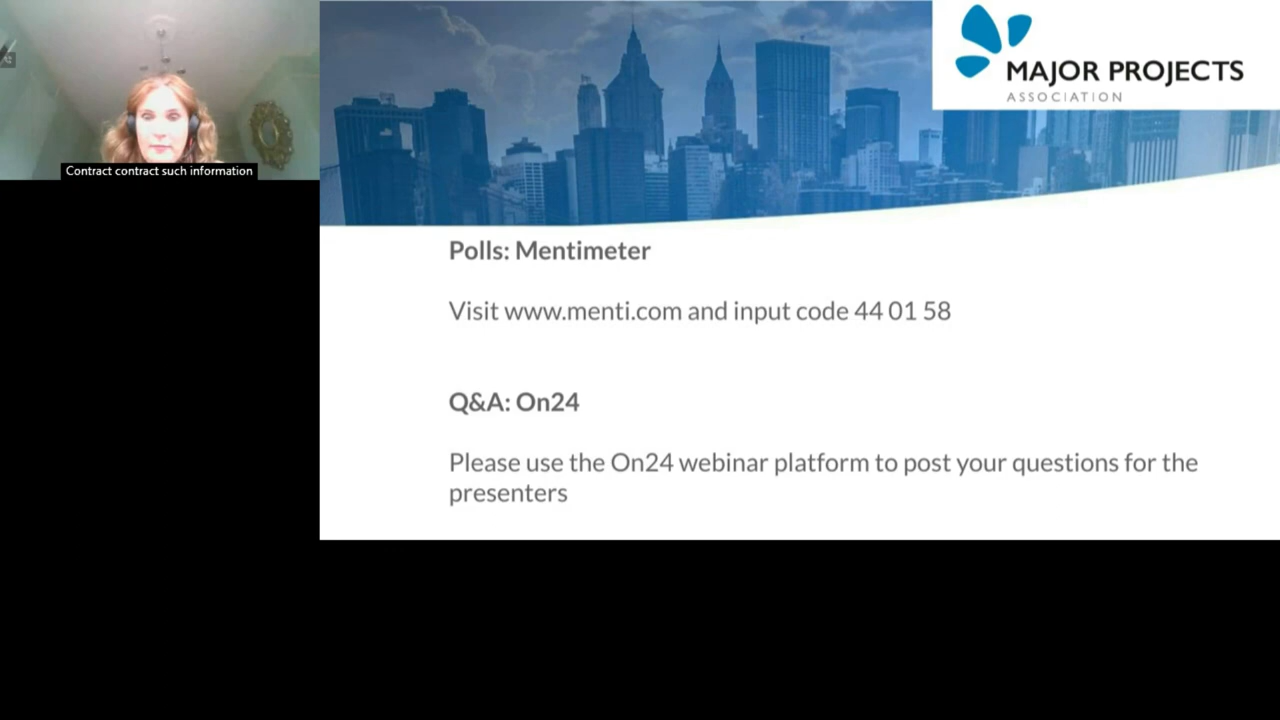 Contract contract such information
MAJOR PROJECTS
ASSOCIATION
Polls: Mentimeter
Visit www.menti.com and input code 44 01 58
Q&A: On24
Please use the On24 webinar platform to post your questions for the
presenters